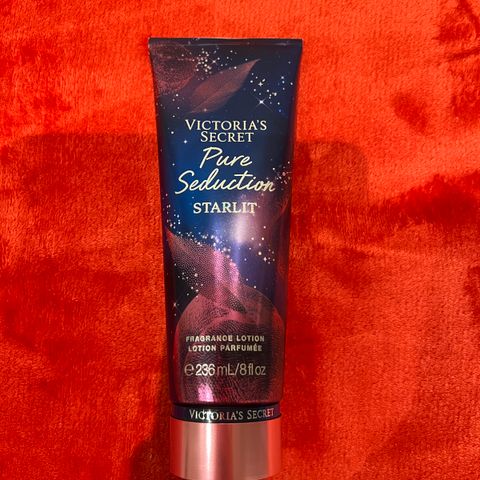 VICTORIA'S
SECRET
Pure
Seduction
STARLIT
FRAGRANCE LOTION
LOTION PARFUMÉE
℮236 mL/8 fl oz
VICTORIA'S SECRET